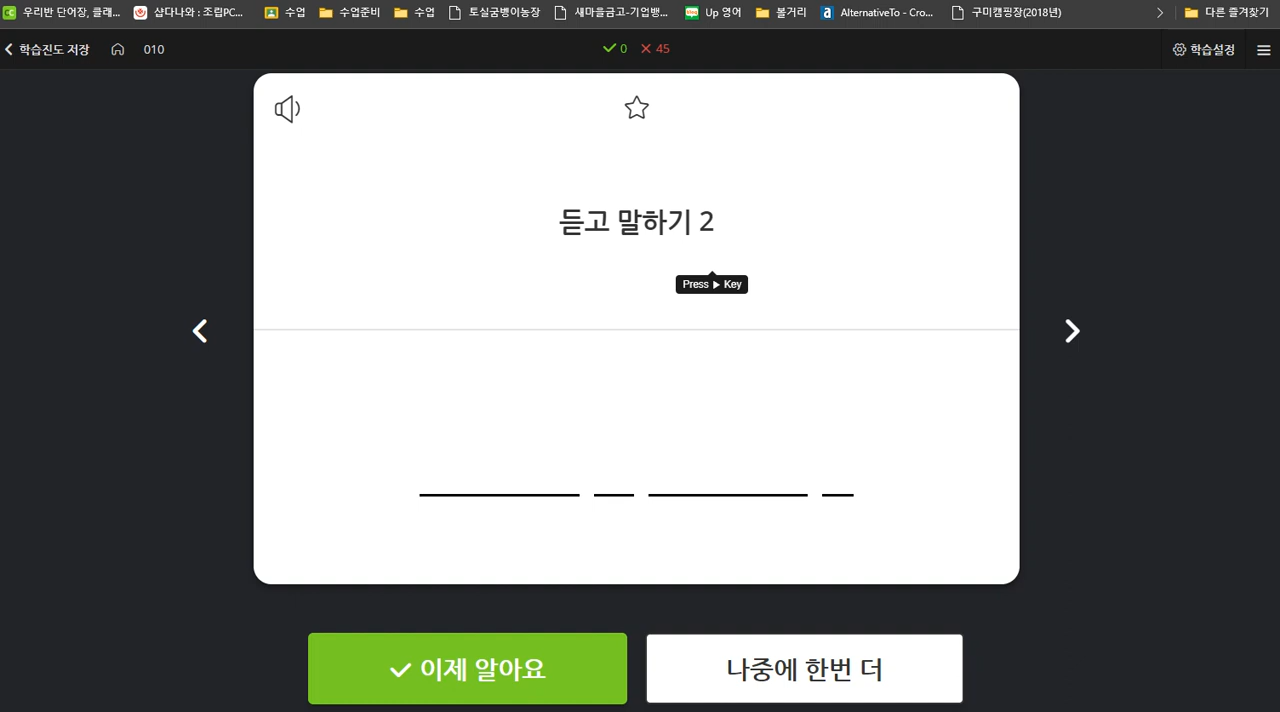 우리반 단어장, 클래... 샵다나와 : 조립PC... 수업 수업준비 수업 토실굼벵이농장 새마을금고-기업뱅... Up 영어 볼거리 AlternativeTo - Cro... 구미캠핑장(2018년) 다른 즐겨찾기
학습진도 저장 010 0 45 학습설정
듣고 말하기 2
Press ▶ Key
이제 알아요 나중에 한번 더